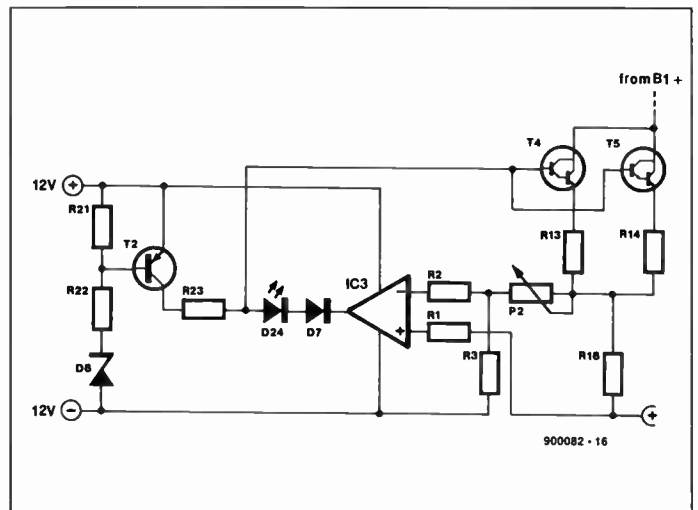 from B1 +
T4
T5
12V +
R21
T2
R13
R14
IC3
R22
R23
R2
−
P2
D24
D7
R1
+
R3
R18
D8
12V −
+
900082 - 16